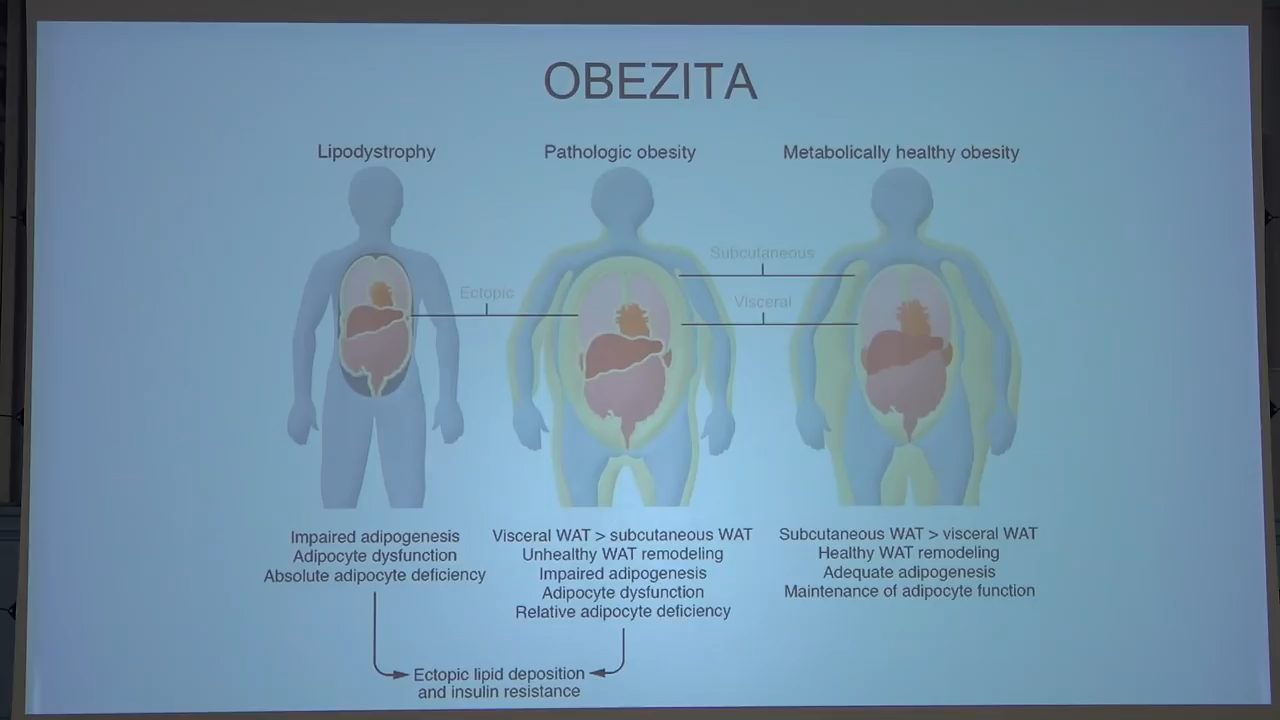 OBEZITA
Lipodystrophy
Pathologic obesity
Metabolically healthy obesity
Subcutaneous
Ectopic
Visceral
Impaired adipogenesis
Adipocyte dysfunction
Absolute adipocyte deficiency
Visceral WAT > subcutaneous WAT
Unhealthy WAT remodeling
Impaired adipogenesis
Adipocyte dysfunction
Relative adipocyte deficiency
Subcutaneous WAT > visceral WAT
Healthy WAT remodeling
Adequate adipogenesis
Maintenance of adipocyte function
Ectopic lipid deposition
and insulin resistance